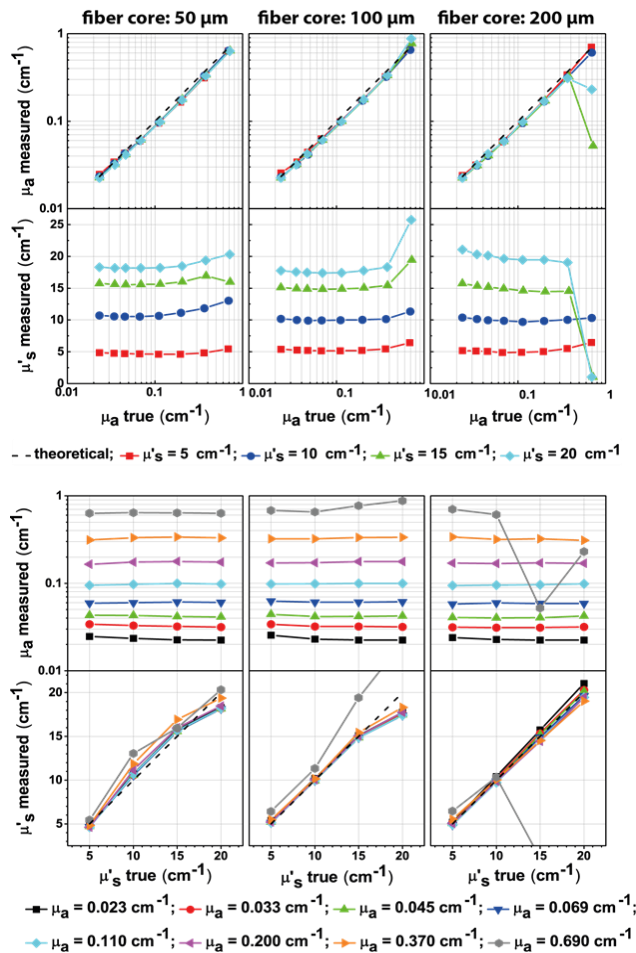 fiber core: 50 µm fiber core: 100 µm fiber core: 200 µm
μa measured (cm-1)
1
0.1
0.01
μ's measured (cm-1)
25
20
15
10
5
0
0.01 0.1 0.01 0.1 0.01 0.1 1
μa true (cm-1) μa true (cm-1) μa true (cm-1)
-- theoretical; μ's = 5 cm-1; μ's = 10 cm-1; μ's = 15 cm-1; μ's = 20 cm-1
μa measured (cm-1)
1
0.1
0.01
μ's measured (cm-1)
20
15
10
5
5 10 15 20 5 10 15 20 5 10 15 20
μ's true (cm-1) μ's true (cm-1) μ's true (cm-1)
μa = 0.023 cm-1; μa = 0.033 cm-1; μa = 0.045 cm-1; μa = 0.069 cm-1;
μa = 0.110 cm-1; μa = 0.200 cm-1; μa = 0.370 cm-1; μa = 0.690 cm-1